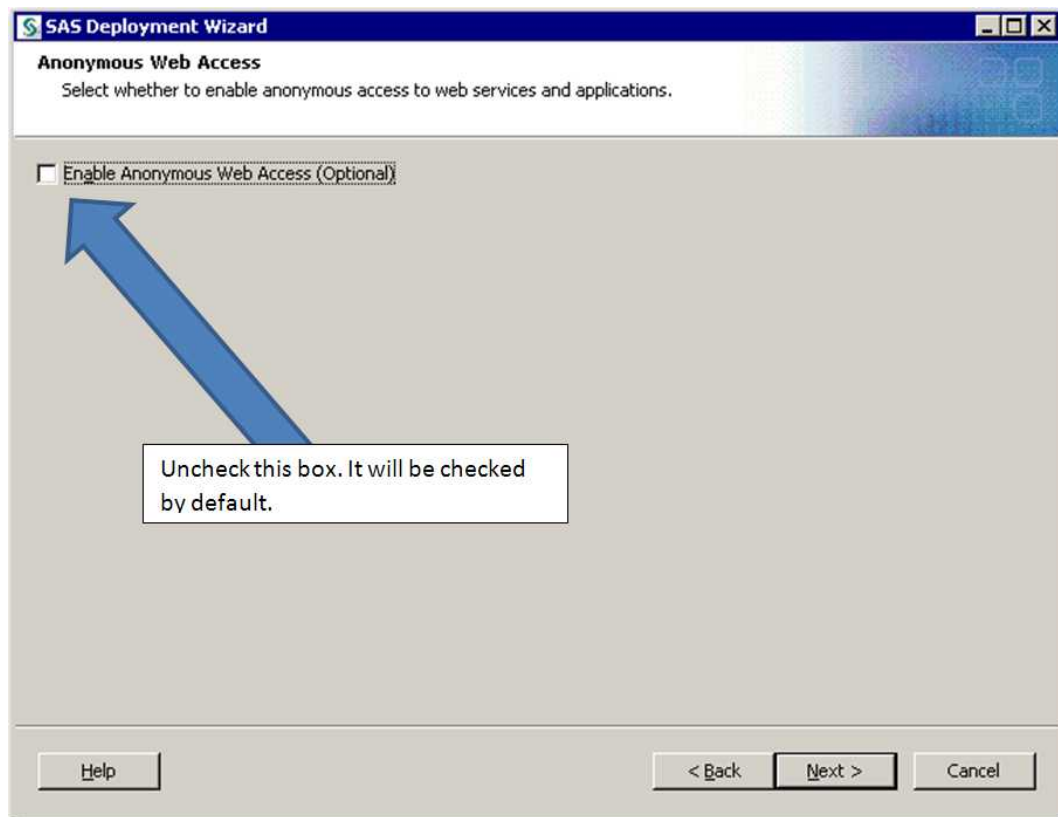 SAS Deployment Wizard
Anonymous Web Access
Select whether to enable anonymous access to web services and applications.
Enable Anonymous Web Access (Optional)
Uncheck this box. It will be checked
by default.
Help
< Back
Next >
Cancel